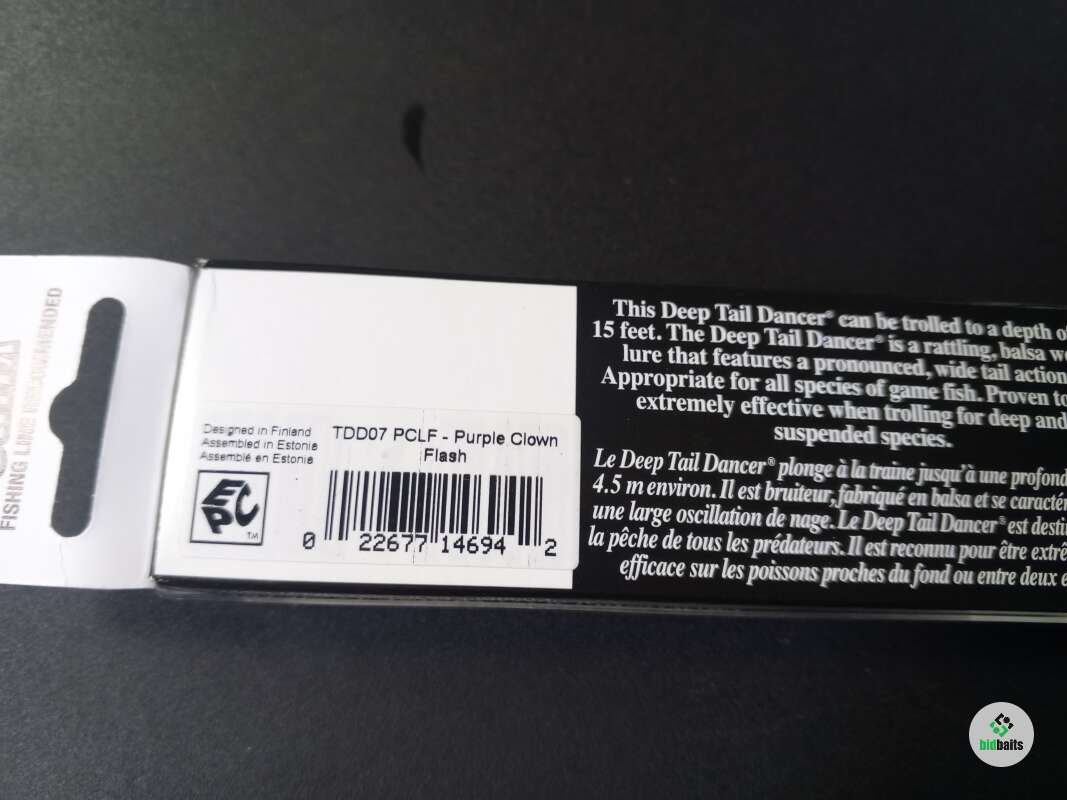 FISHING LINE RECOMMENDED
Designed in Finland
Assembled in Estonia
Assemblé en Estonie
TDD07 PCLF - Purple Clown
Flash
EPC
TM
0 22677 14694 2
This Deep Tail Dancer® can be trolled to a depth of
15 feet. The Deep Tail Dancer® is a rattling, balsa wo
lure that features a pronounced, wide tail action
Appropriate for all species of game fish. Proven to
extremely effective when trolling for deep and
suspended species.
Le Deep Tail Dancer® plonge à la traine jusqu'à une profond
4.5 m environ. Il est bruiteur, fabriqué en balsa et se caractér
une large oscillation de nage. Le Deep Tail Dancer® est destin
la pêche de tous les prédateurs. Il est reconnu pour être extrê
efficace sur les poissons proches du fond ou entre deux e
bidbaits